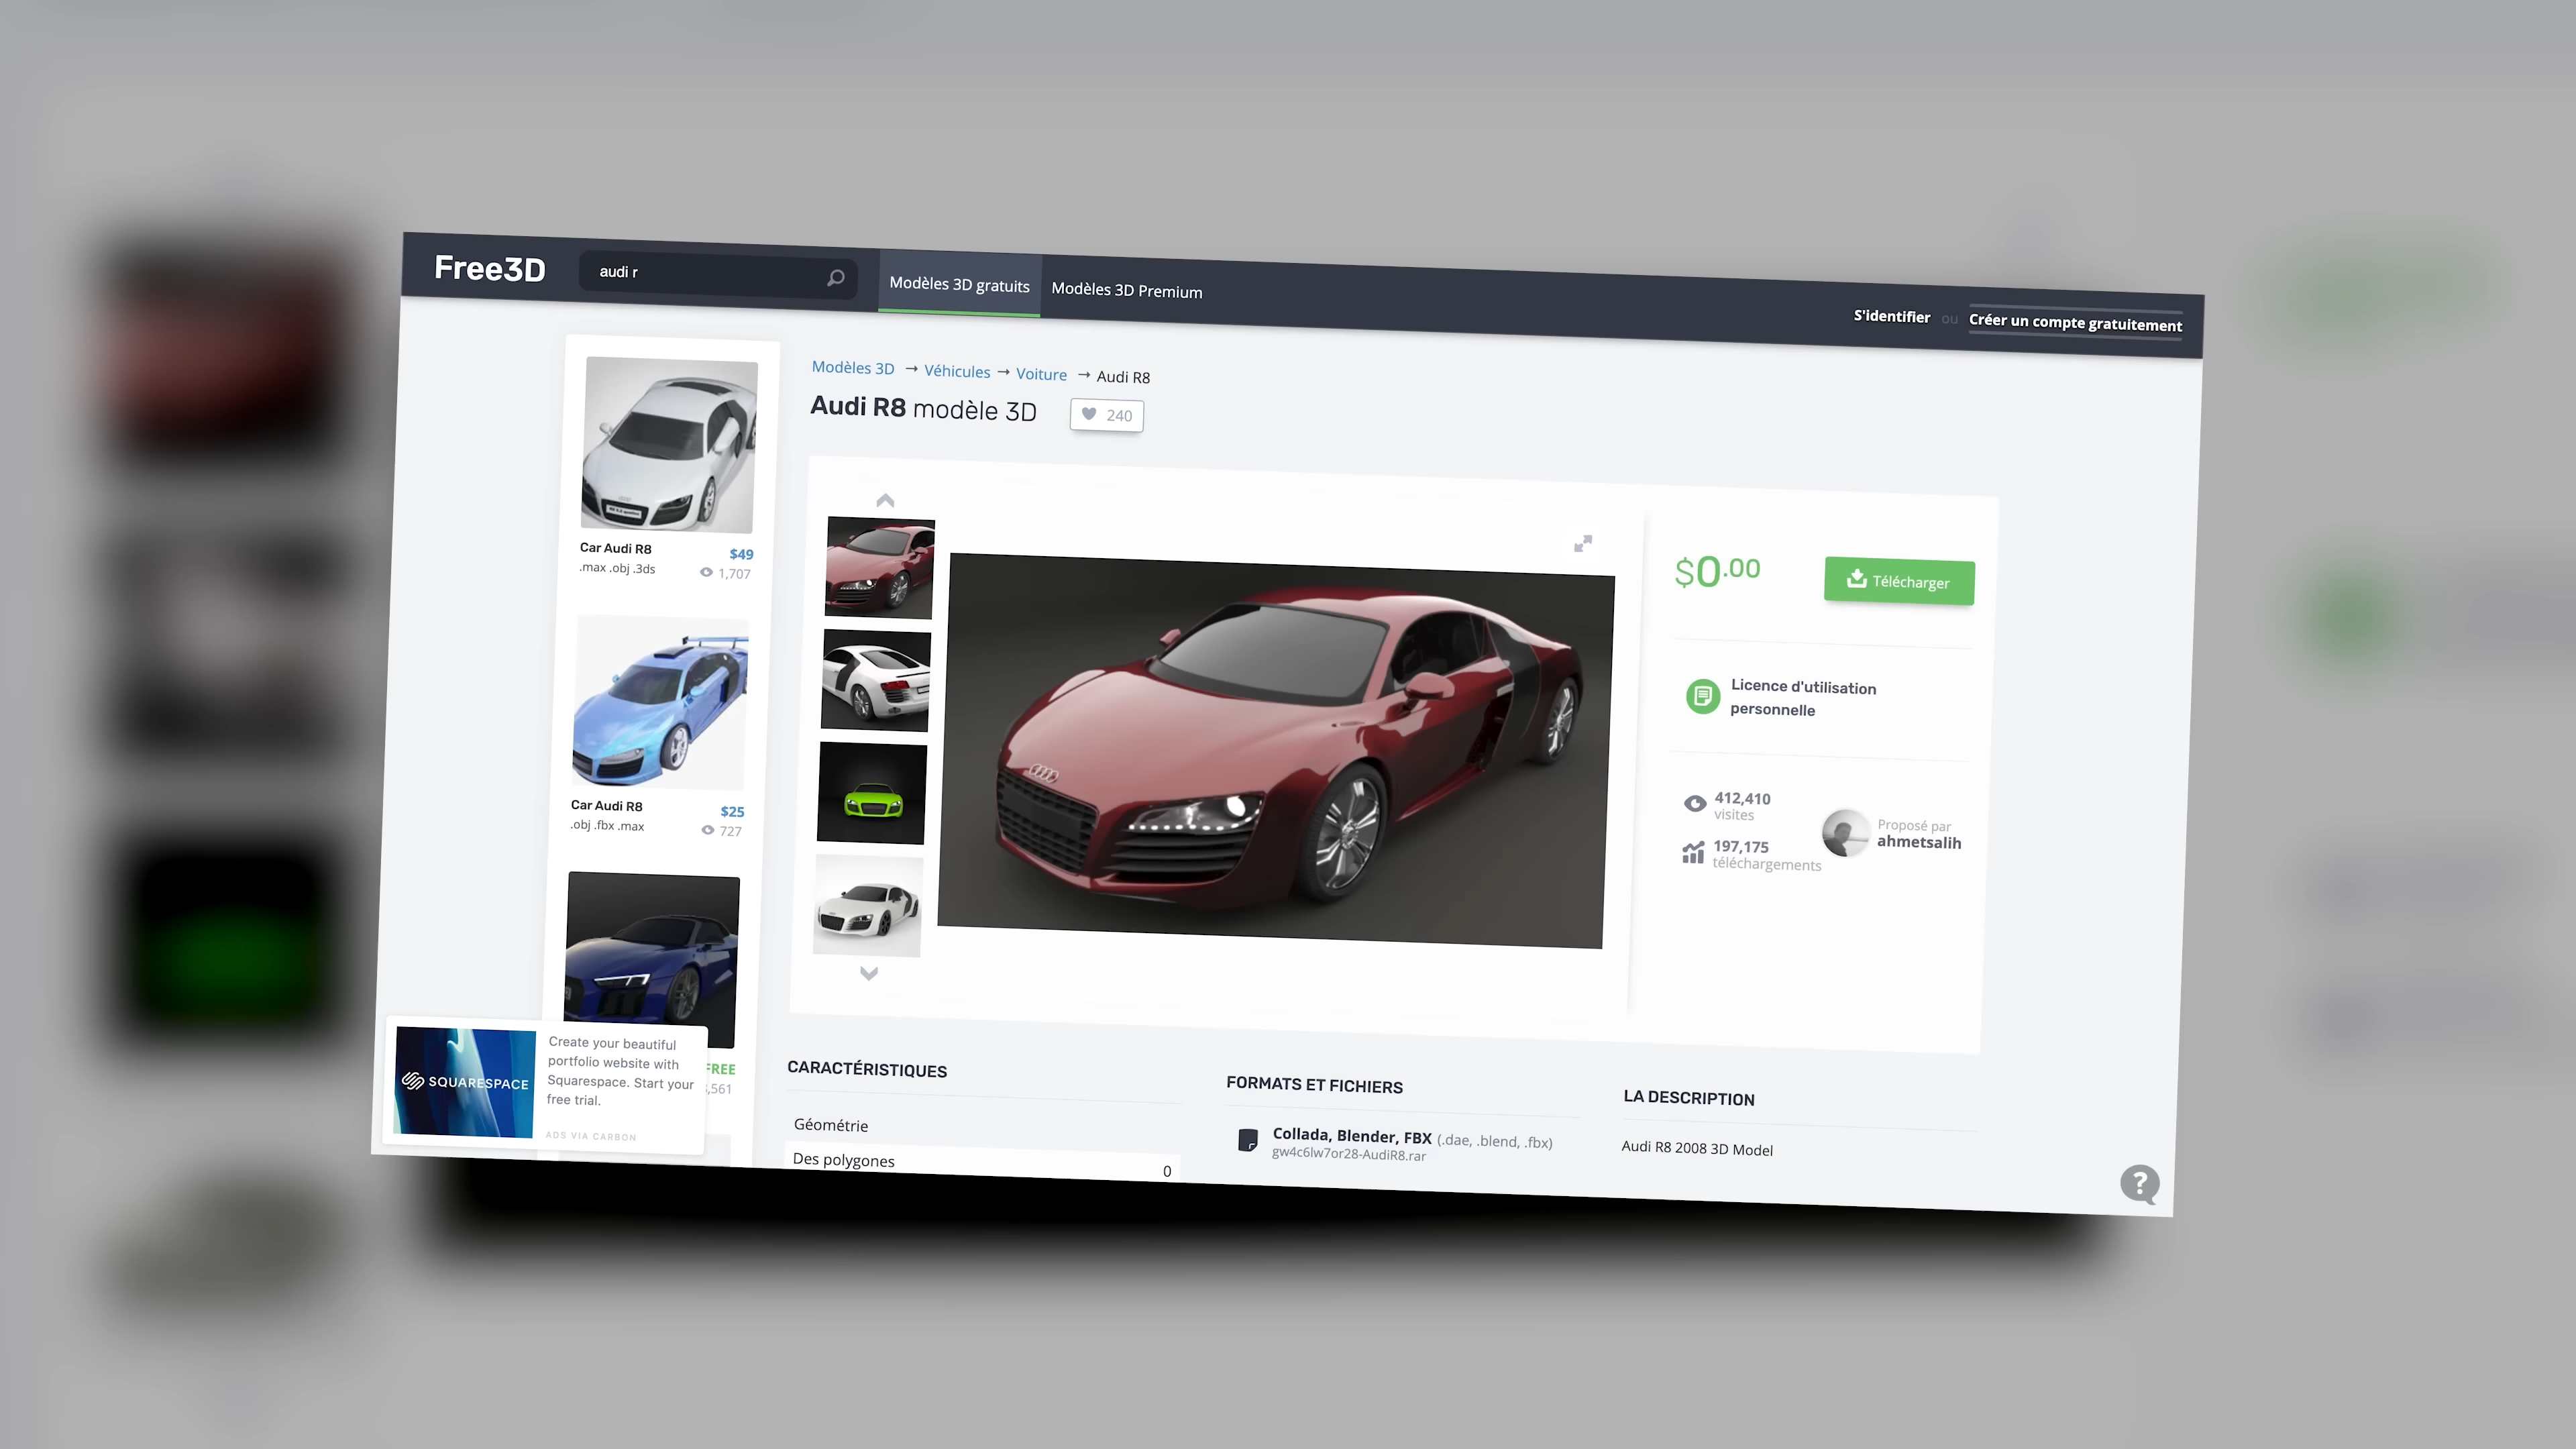 Free3D
audi r
Modèles 3D gratuits
Modèles 3D Premium
S'identifier ou Créer un compte gratuitement
Modèles 3D → Véhicules → Voiture → Audi R8
Audi R8 modèle 3D
240
Car Audi R8
$49
.max .obj .3ds
1,707
Car Audi R8
$25
.obj .fbx .max
727
FREE
,561
$0.00
Télécharger
Licence d'utilisation
personnelle
412,410
visites
197,175
téléchargements
Proposé par
ahmetsalih
SQUARESPACE
Create your beautiful
portfolio website with
Squarespace. Start your
free trial.
ADS VIA CARBON
CARACTÉRISTIQUES
Géométrie
Des polygones
0
FORMATS ET FICHIERS
Collada, Blender, FBX (.dae, .blend, .fbx)
gw4c6lw7or28-AudiR8.rar
LA DESCRIPTION
Audi R8 2008 3D Model
?